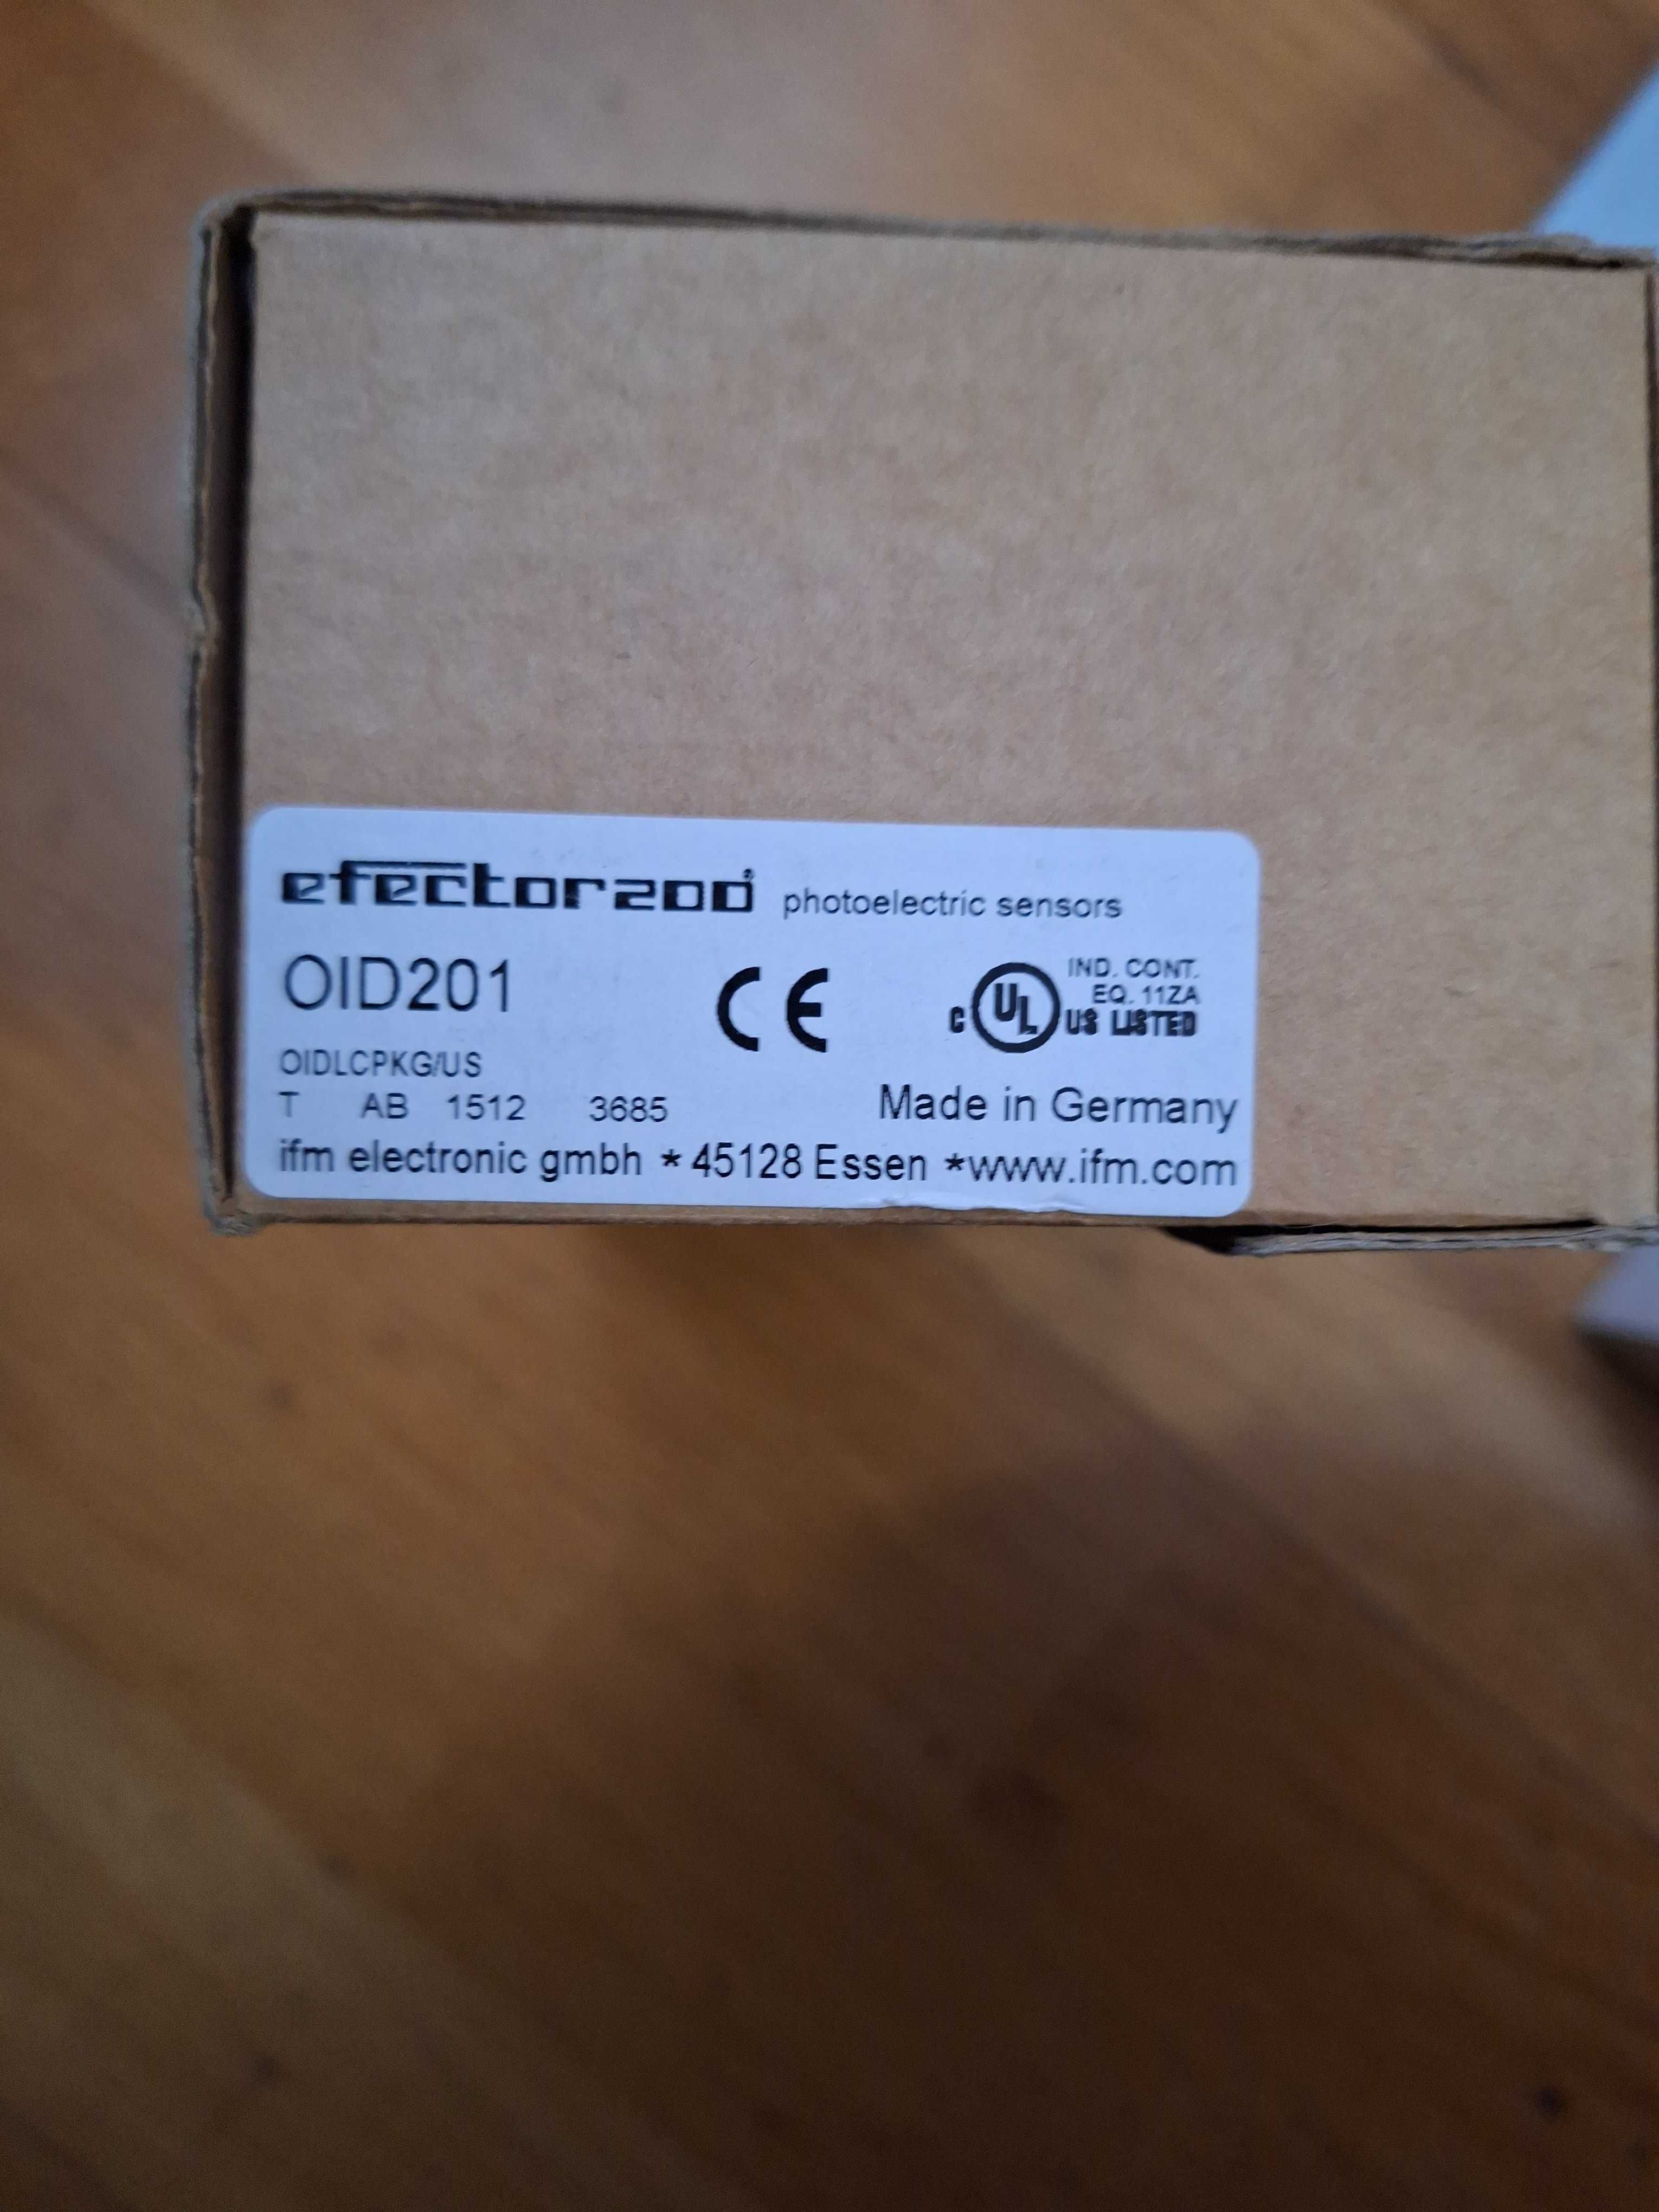 efector200® photoelectric sensors
OID201
CE
C UL US LISTED
IND. CONT.
EQ. 11ZA
OIDLCPKG/US
T AB 1512 3685
Made in Germany
ifm electronic gmbh * 45128 Essen *www.ifm.com